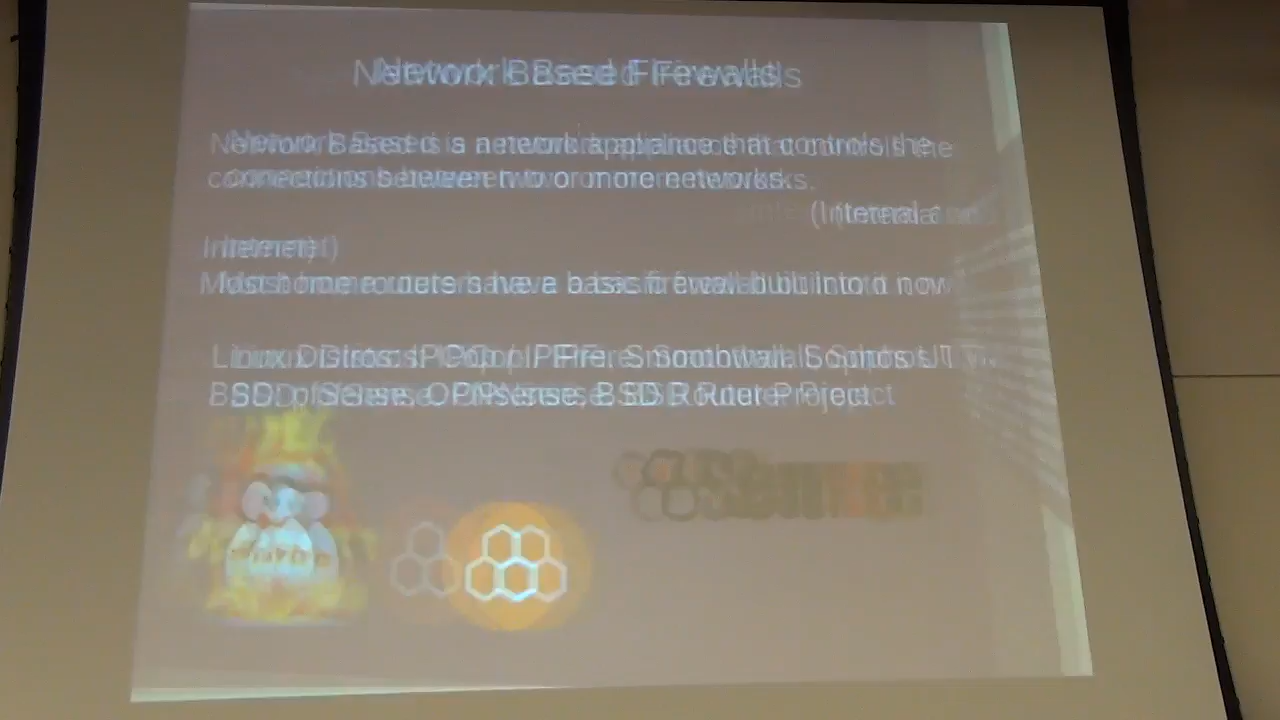 Network Based Firewalls
Network Based is a network appliance that controls the
connections between two or more networks.
(Internal and
Internet)
Most home routers have a basic firewall built into it now
Linux Distros: IPCop / IPFire, Smoothwall, Sophos UTM
BSD: pfSense, OPNSense, BSD Router Project